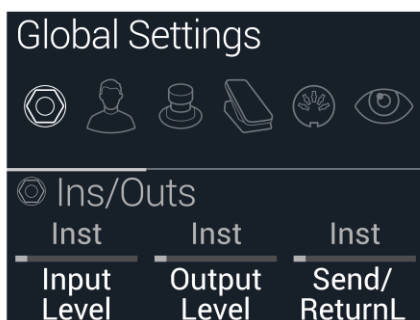 Global Settings
Ins/Outs
Inst Inst Inst
Input Output Send/
Level Level ReturnL